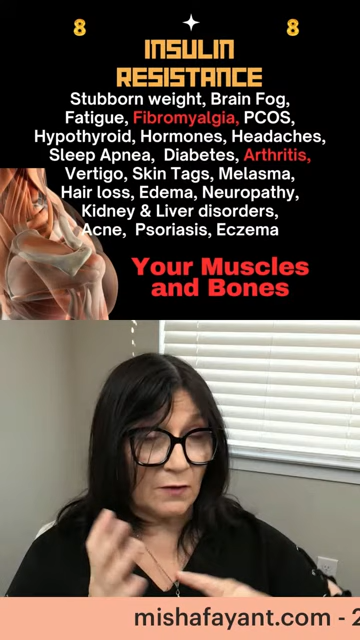 8 8
INSULIN
RESISTANCE
Stubborn weight, Brain Fog,
Fatigue, Fibromyalgia, PCOS,
Hypothyroid, Hormones, Headaches,
Sleep Apnea, Diabetes, Arthritis,
Vertigo, Skin Tags, Melasma,
Hair loss, Edema, Neuropathy,
Kidney & Liver disorders,
Acne, Psoriasis, Eczema
Your Muscles
and Bones
mishafayant.com - 2